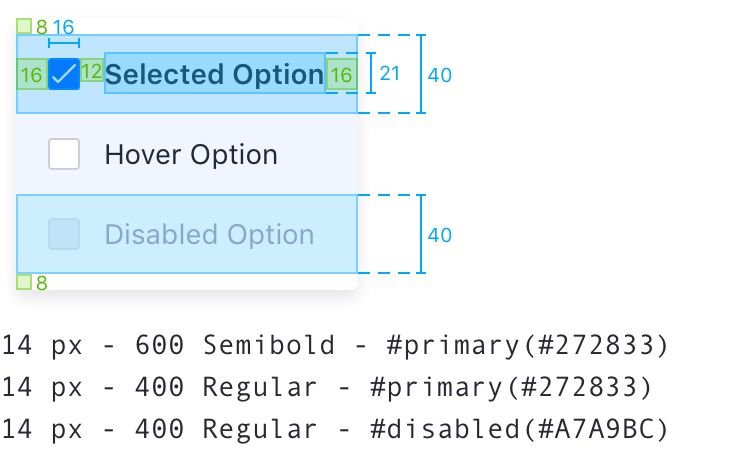 8 16
16 12 Selected Option 16 21 40
Hover Option
Disabled Option 40
8
14 px - 600 Semibold - #primary(#272833)
14 px - 400 Regular - #primary(#272833)
14 px - 400 Regular - #disabled(#A7A9BC)